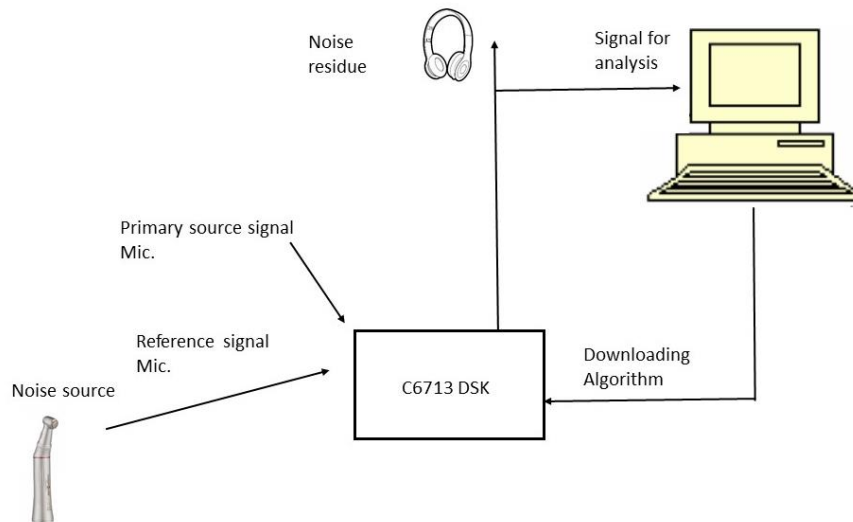 Noise
residue
Signal for
analysis
Primary source signal
Mic.
Reference signal
Mic.
Noise source
C6713 DSK
Downloading
Algorithm